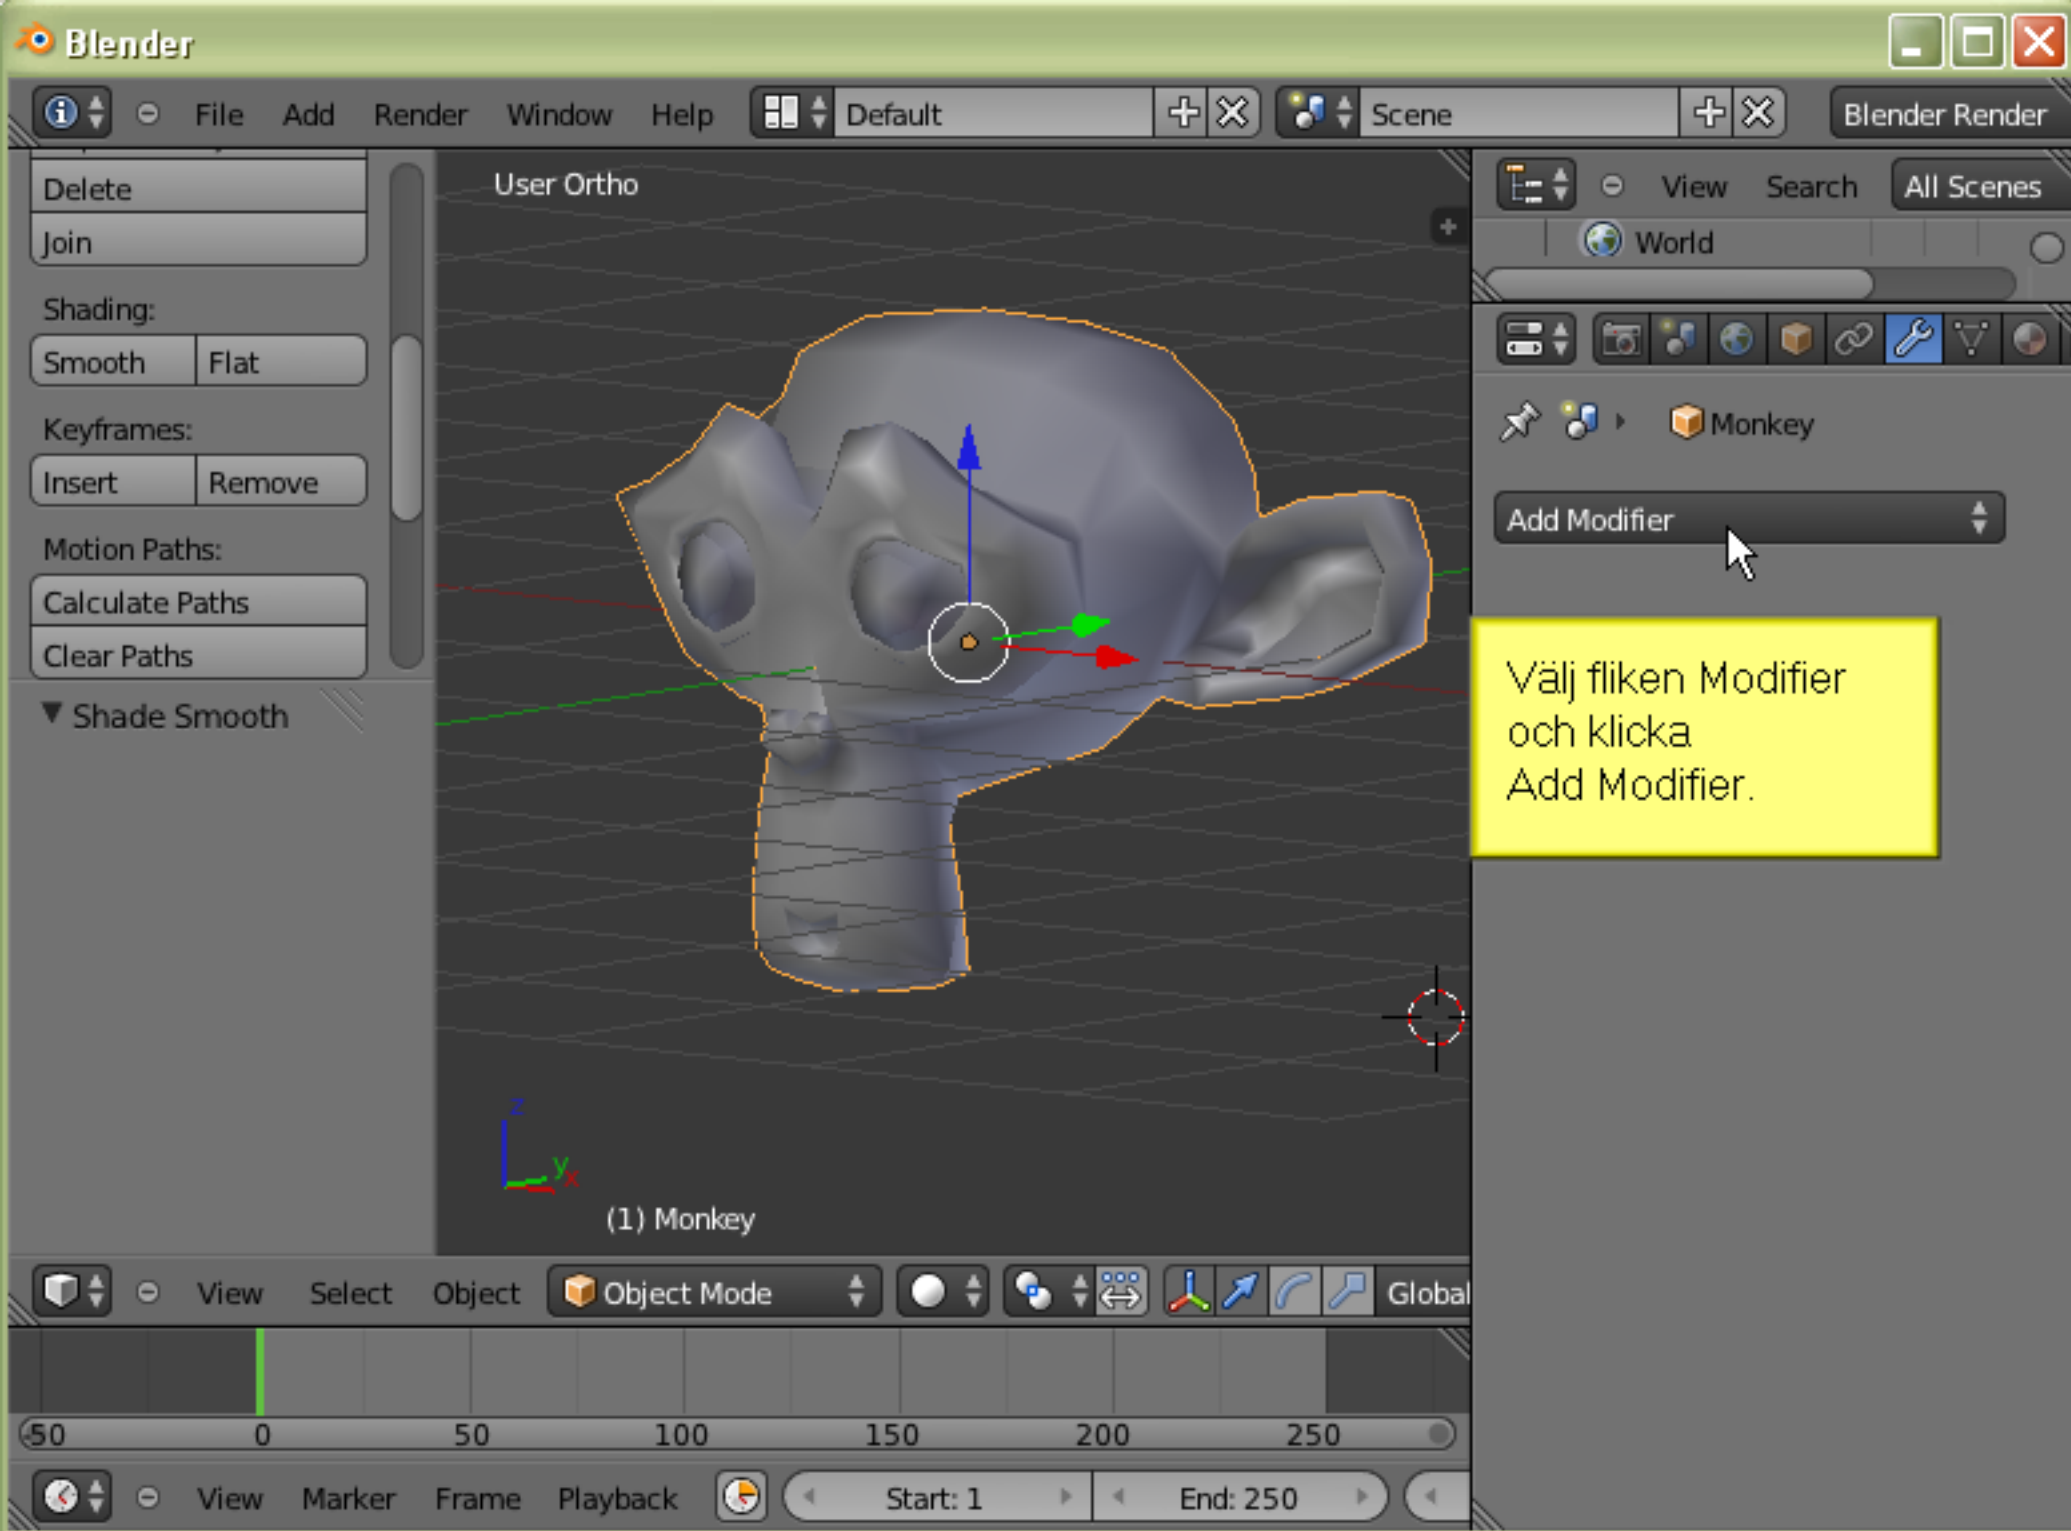 Blender
File Add Render Window Help Default Scene Blender Render
Delete
Join
Shading:
Smooth Flat
Keyframes:
Insert Remove
Motion Paths:
Calculate Paths
Clear Paths
Shade Smooth
User Ortho
z
y
x
(1) Monkey
View Search All Scenes
World
Monkey
Add Modifier
Välj fliken Modifier
och klicka
Add Modifier.
View Select Object Object Mode Global
-50 0 50 100 150 200 250
View Marker Frame Playback Start: 1 End: 250